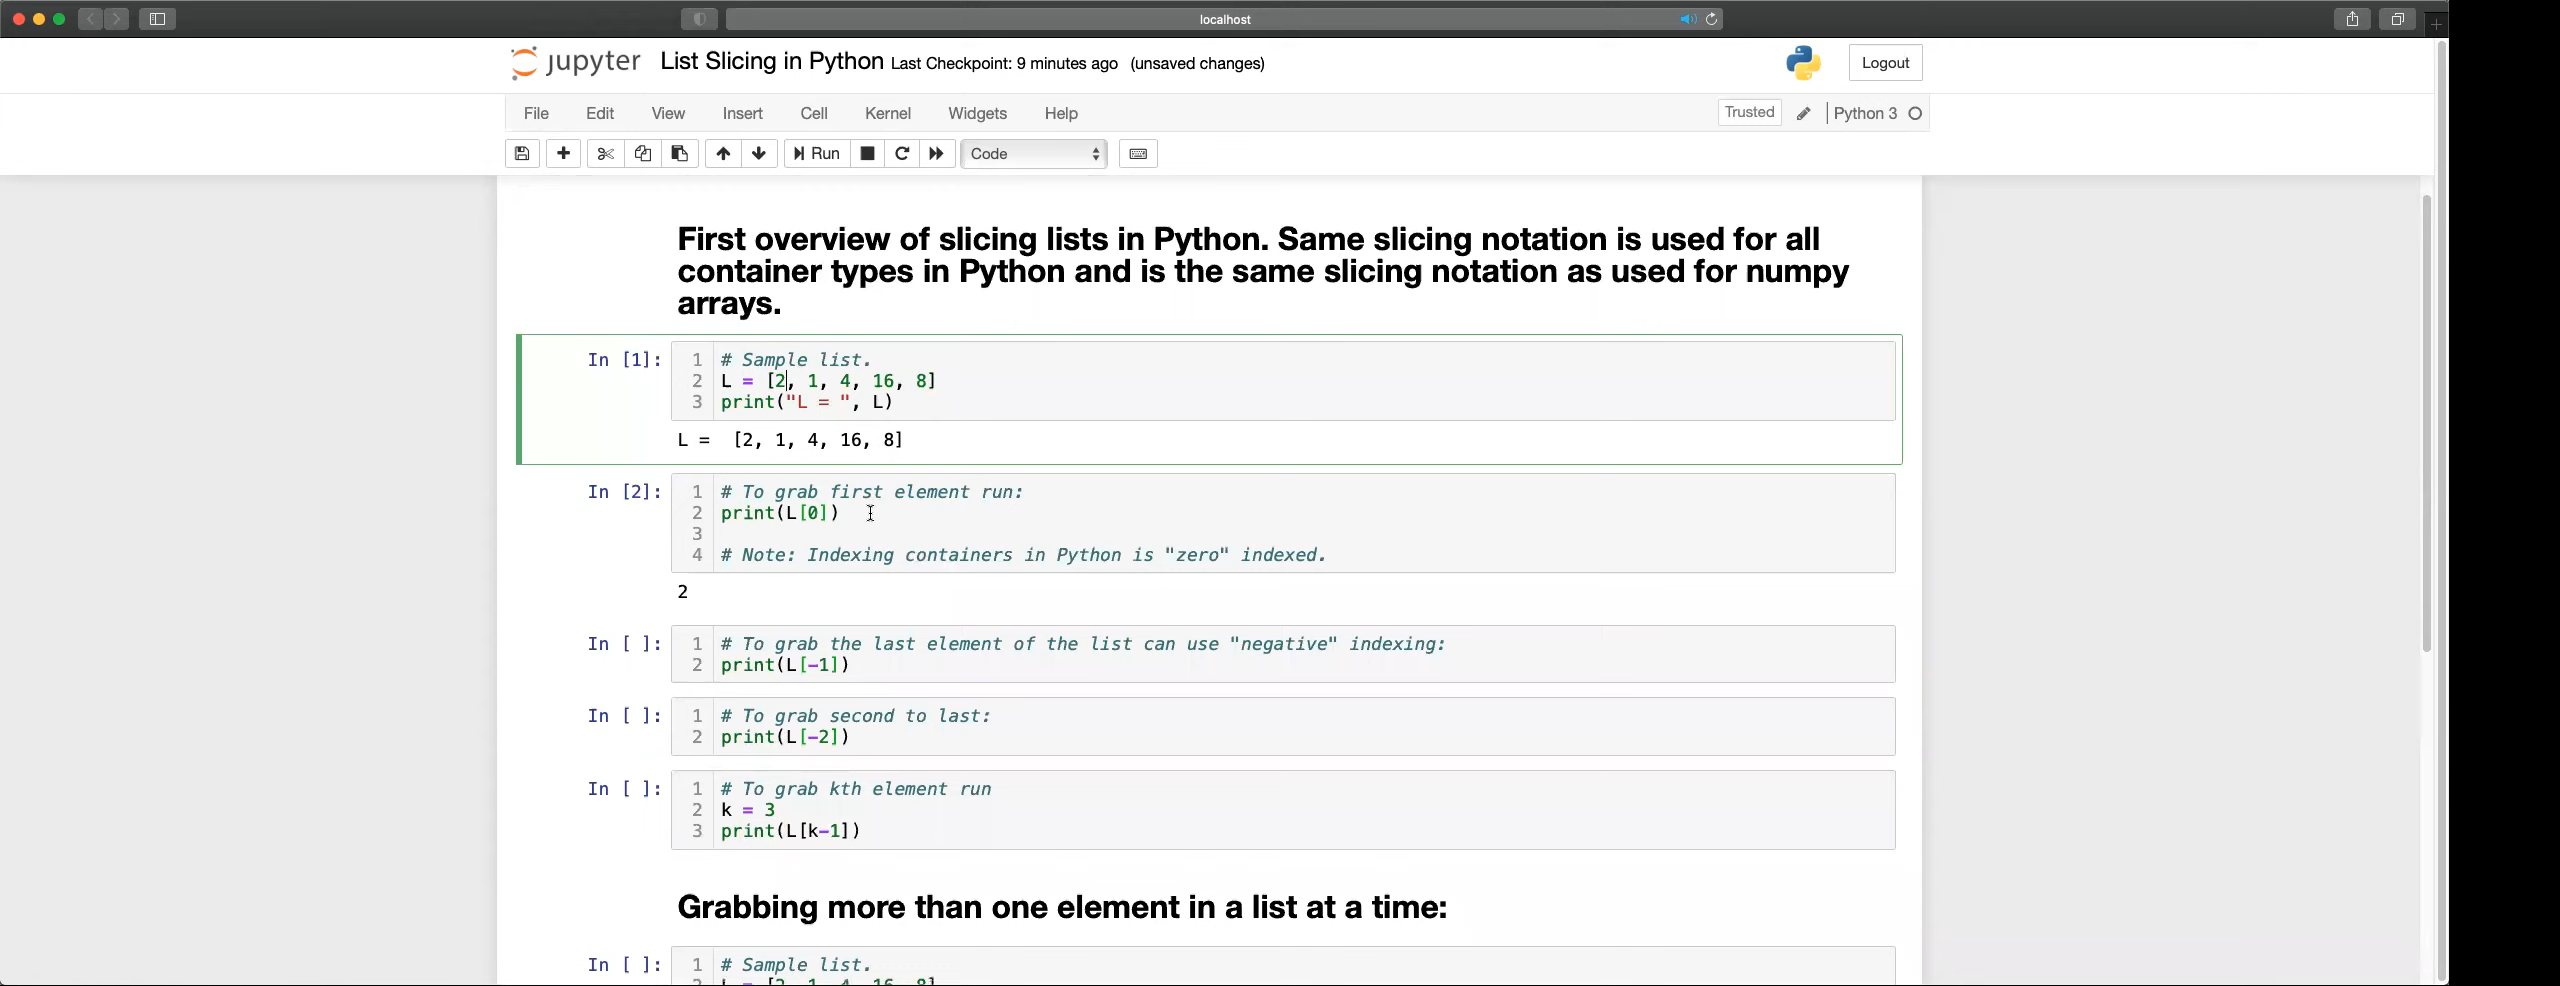 localhost
jupyter List Slicing in Python Last Checkpoint: 9 minutes ago (unsaved changes)
Logout
File Edit View Insert Cell Kernel Widgets Help
Trusted Python 3
Run Code
First overview of slicing lists in Python. Same slicing notation is used for all
container types in Python and is the same slicing notation as used for numpy
arrays.
In [1]: 1 # Sample list.
2 L = [2, 1, 4, 16, 8]
3 print("L = ", L)
L =  [2, 1, 4, 16, 8]
In [2]: 1 # To grab first element run:
2 print(L[0])
3
4 # Note: Indexing containers in Python is "zero" indexed.
2
In [ ]: 1 # To grab the last element of the list can use "negative" indexing:
2 print(L[-1])
In [ ]: 1 # To grab second to last:
2 print(L[-2])
In [ ]: 1 # To grab kth element run
2 k = 3
3 print(L[k-1])
Grabbing more than one element in a list at a time:
In [ ]: 1 # Sample list.
2 L = [2, 1, 4, 16, 8]